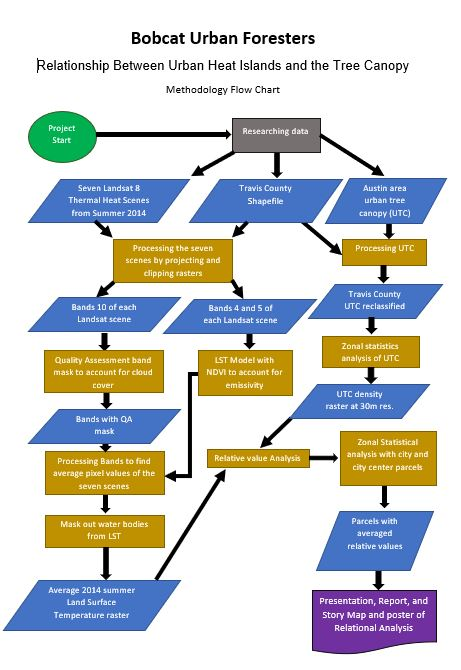 Bobcat Urban Foresters
Relationship Between Urban Heat Islands and the Tree Canopy
Methodology Flow Chart
Project
Start
Researching data
Seven Landsat 8
Thermal Heat Scenes
from Summer 2014
Travis County
Shapefile
Austin area
urban tree
canopy (UTC)
Processing the seven
scenes by projecting and
clipping rasters
Processing UTC
Bands 10 of each
Landsat scene
Bands 4 and 5 of
each Landsat scene
Travis County
UTC reclassified
Quality Assessment band
mask to account for cloud
cover
LST Model with
NDVI to account for
emissivity
Zonal statistics
analysis of UTC
Bands with QA
mask
UTC density
raster at 30m res.
Processing Bands to find
average pixel values of the
seven scenes
Relative value Analysis
Zonal Statistical
analysis with city and
city center parcels
Mask out water bodies
from LST
Parcels with
averaged
relative values
Average 2014 summer
Land Surface
Temperature raster
Presentation, Report, and
Story Map and poster of
Relational Analysis